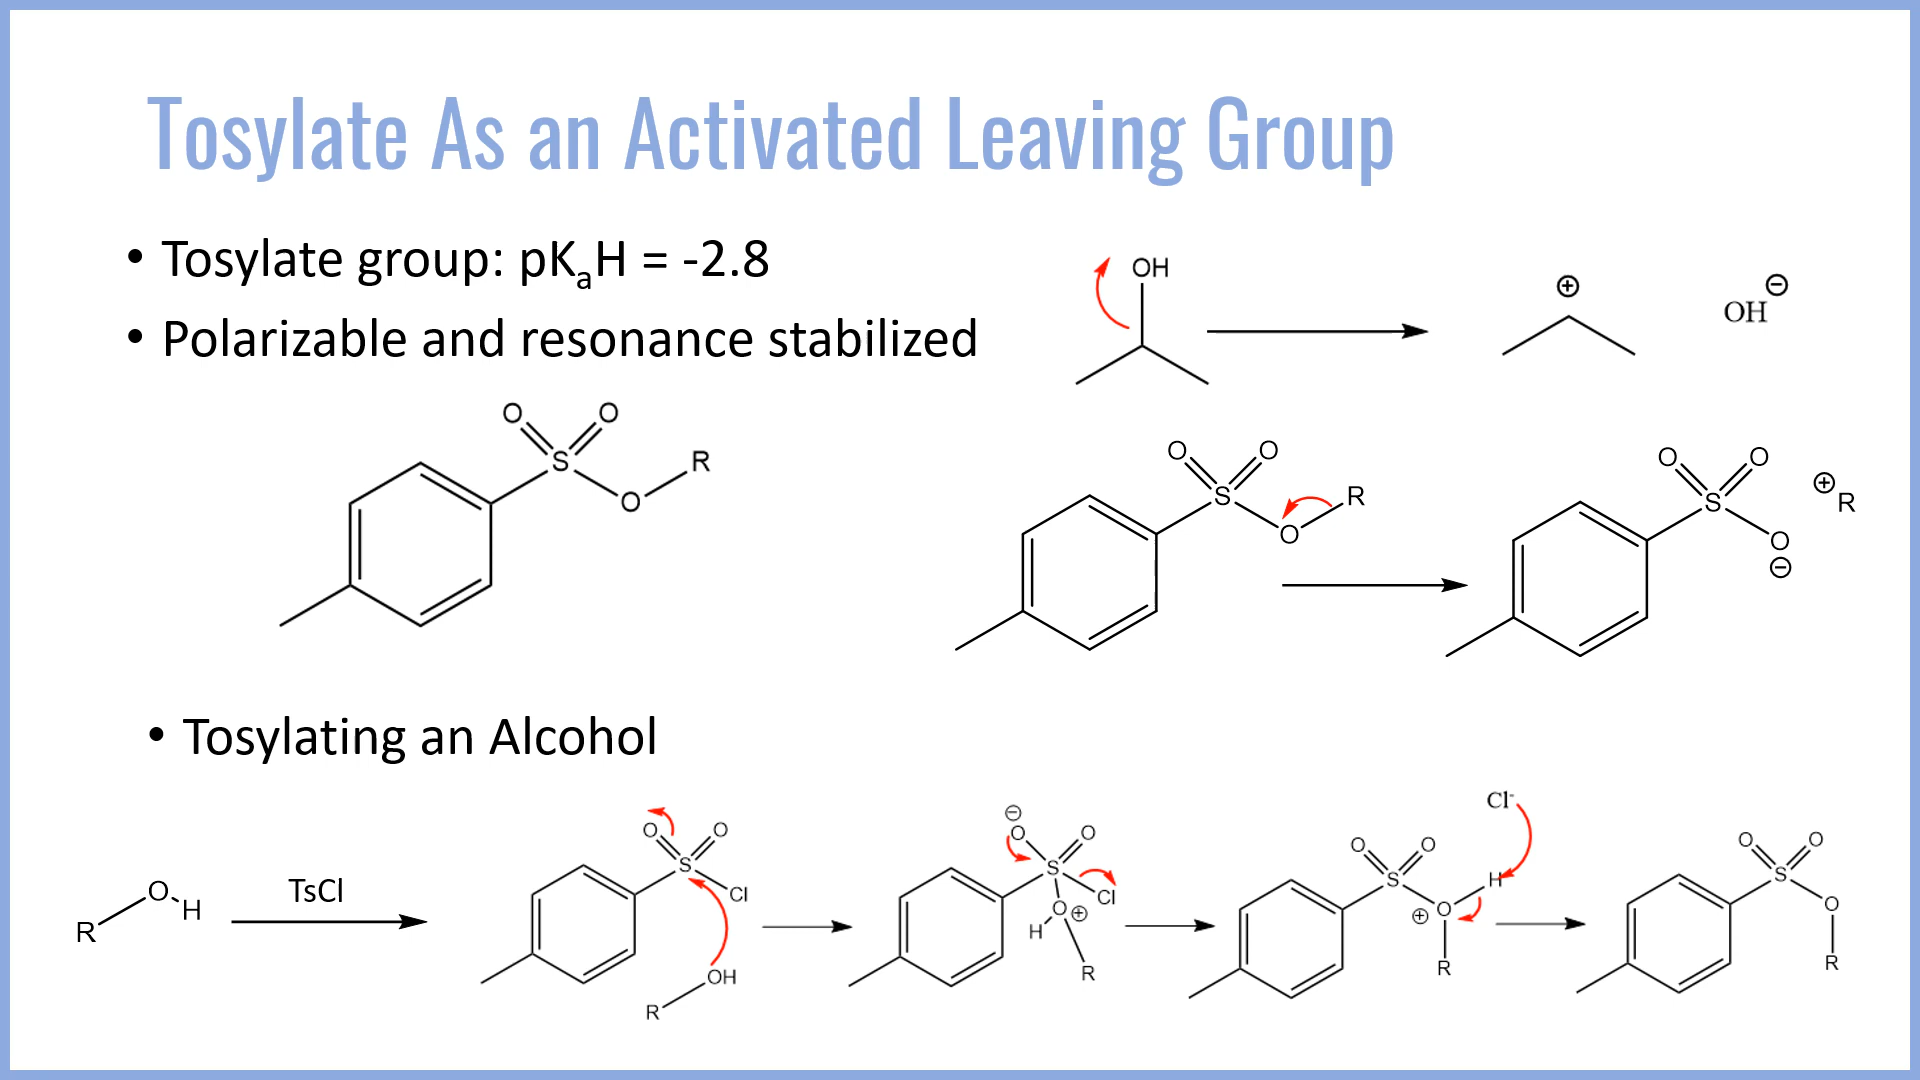 Tosylate As an Activated Leaving Group
• Tosylate group: pKaH = -2.8
• Polarizable and resonance stabilized
OH
⊕
OH ⊖
O O
S
O
R
O O
S
O
R
O O
S
O
⊖
⊕
R
• Tosylating an Alcohol
R
O
H
TsCl
O O
S
Cl
OH
R
⊖
O O
S
Cl
O ⊕
H
R
Cl-
O O
S
H
⊕ O
R
O O
S
O
R